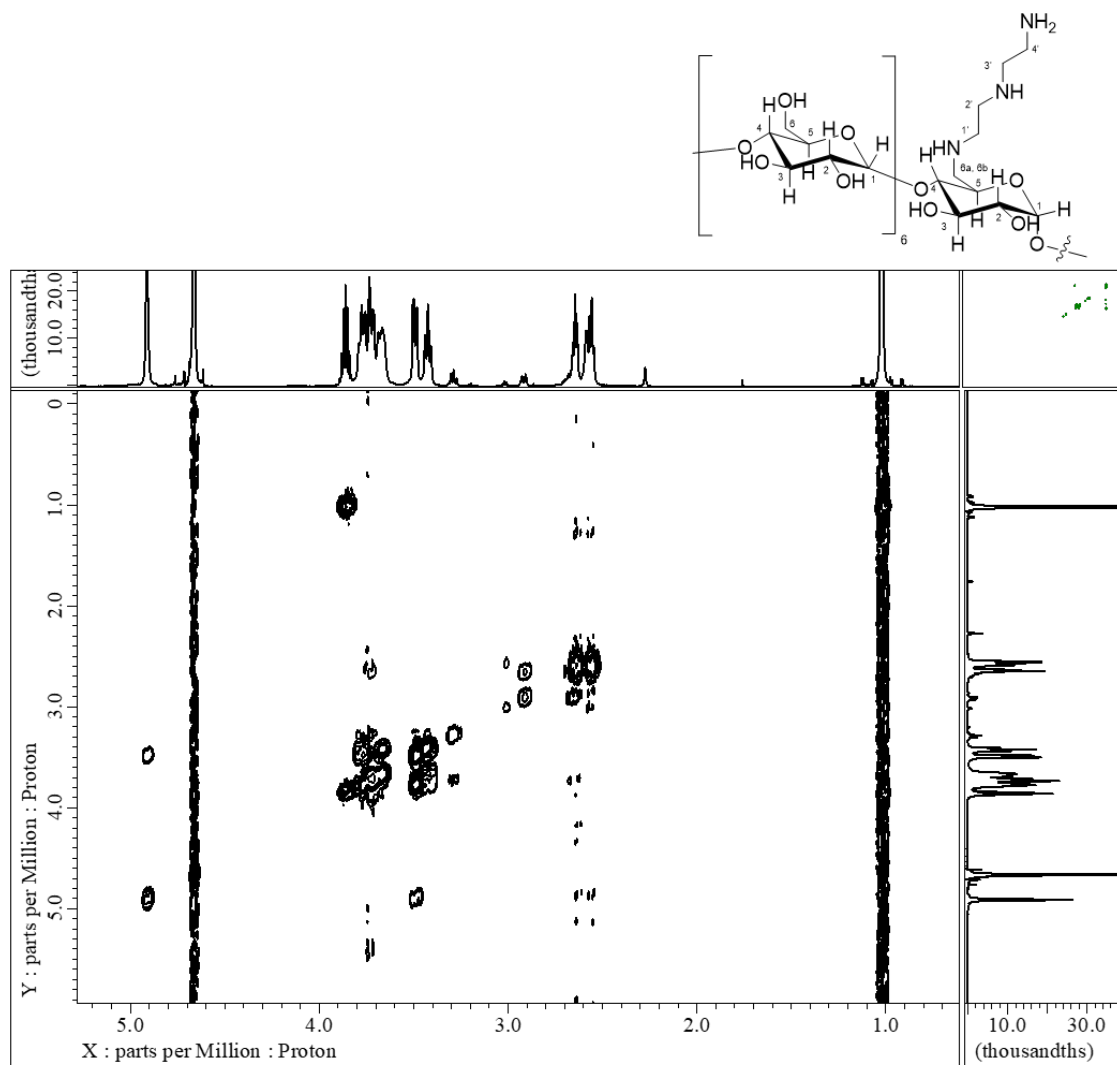 NH₂
4'
3'
NH
2'
1'
HN
H OH
4
6
5
H
O
O
HO
3
2
H
OH
1
H
6
6a, 6b
O
4
H
5
H
O
HO
3
2
H
OH
H
1
H
O
(thousandths)
10.0 20.0
Y : parts per Million : Proton
0
1.0
2.0
3.0
4.0
5.0
5.0 4.0 3.0 2.0 1.0
X : parts per Million : Proton
10.0 30.0
(thousandths)